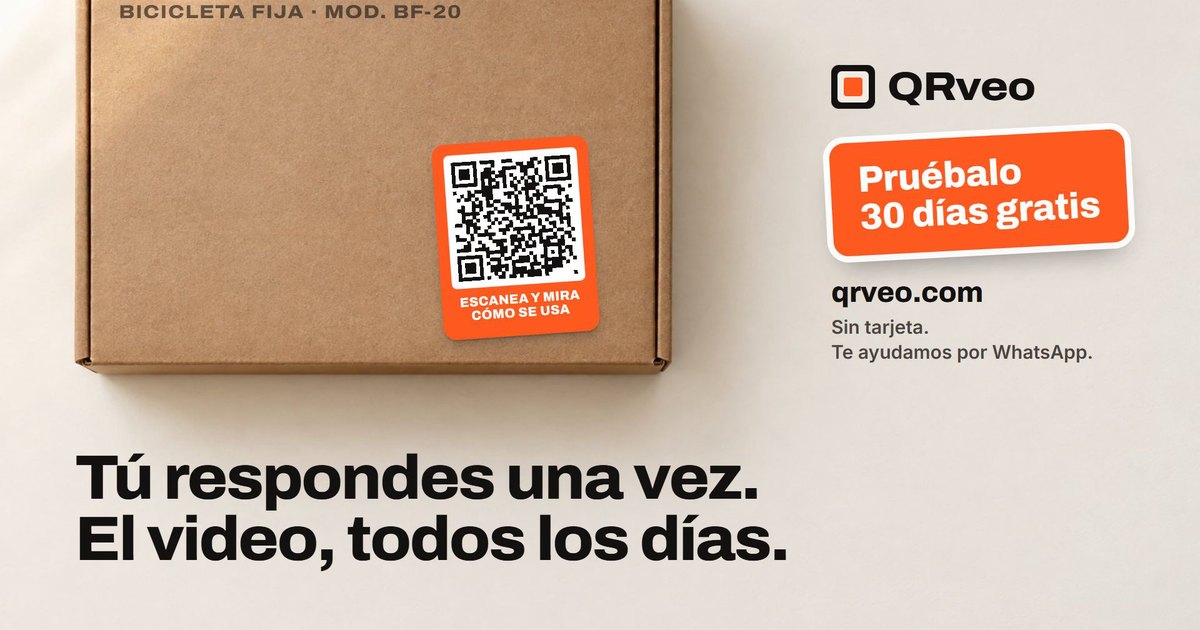 BICICLETA FIJA · MOD. BF-20
ESCANEA Y MIRA
CÓMO SE USA
QRveo
Pruébalo
30 días gratis
qrveo.com
Sin tarjeta.
Te ayudamos por WhatsApp.
Tú respondes una vez.
El video, todos los días.